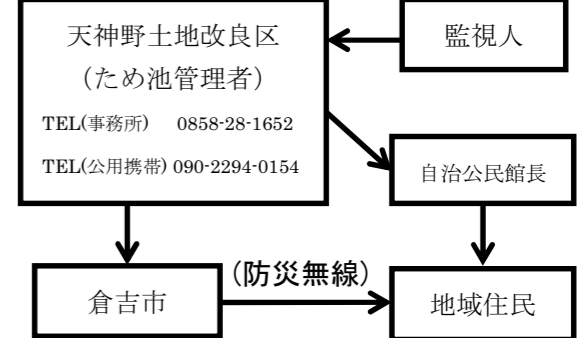 天神野土地改良区
（ため池管理者）
TEL(事務所)　0858-28-1652
TEL(公用携帯) 090-2294-0154
監視人
自治公民館長
倉吉市
（防災無線）
地域住民